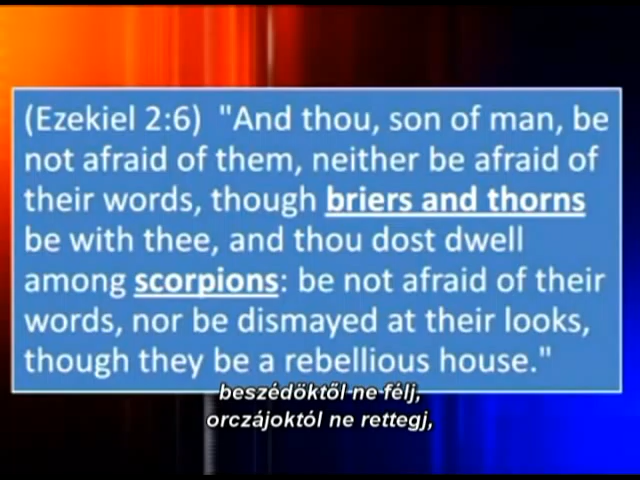 (Ezekiel 2:6)  "And thou, son of man, be
not afraid of them, neither be afraid of
their words, though briers and thorns
be with thee, and thou dost dwell
among scorpions: be not afraid of their
words, nor be dismayed at their looks,
though they be a rebellious house."
beszédöktől ne félj,
orczájoktól ne rettegj,